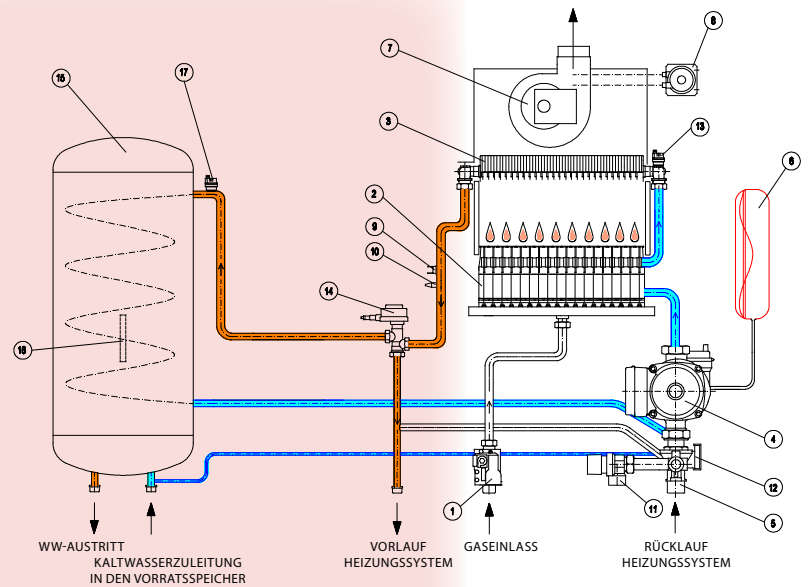 7
8
15
17
3
13
2
6
9
10
14
16
4
12
1
11
5
WW-AUSTRITT
KALTWASSERZULEITUNG
IN DEN VORRATSSPEICHER
VORLAUF
HEIZUNGSSYSTEM
GASEINLASS
RÜCKLAUF
HEIZUNGSSYSTEM